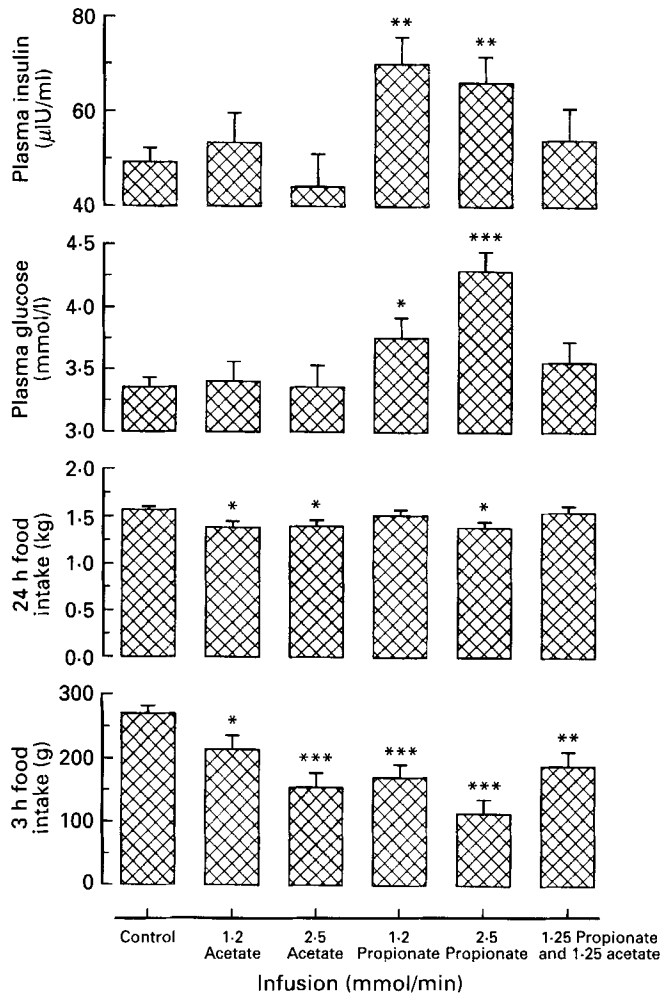 Plasma insulin
(μIU/ml)
80
60
40
**
**
Plasma glucose
(mmol/l)
4·5
4·0
3·5
3·0
*
***
24 h food
intake (kg)
2·0
1·5
1·0
0·5
0·0
*
*
*
3 h food
intake (g)
300
200
100
0
*
***
***
***
**
Control
1·2
Acetate
2·5
Acetate
1·2
Propionate
2·5
Propionate
1·25 Propionate
and 1·25 acetate
Infusion (mmol/min)